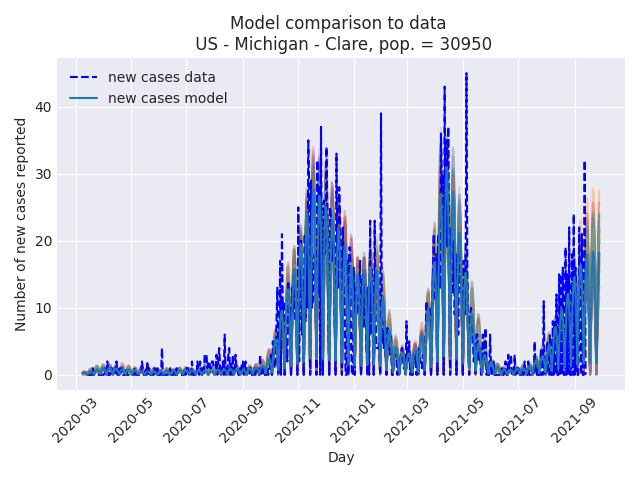 Model comparison to data
US - Michigan - Clare, pop. = 30950
new cases data
new cases model
Number of new cases reported
40
30
20
10
0
2020-03
2020-05
2020-07
2020-09
2020-11
2021-01
2021-03
2021-05
2021-07
2021-09
Day